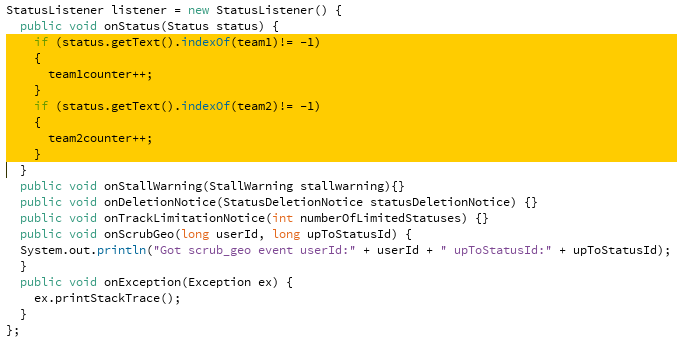 StatusListener listener = new StatusListener() {
  public void onStatus(Status status) {
    if (status.getText().indexOf(team1)!= -1)
    {
      team1counter++;
    }
    if (status.getText().indexOf(team2)!= -1)
    {
      team2counter++;
    }
  }
  public void onStallWarning(StallWarning stallwarning){}
  public void onDeletionNotice(StatusDeletionNotice statusDeletionNotice) {}
  public void onTrackLimitationNotice(int numberOfLimitedStatuses) {}
  public void onScrubGeo(long userId, long upToStatusId) {
  System.out.println("Got scrub_geo event userId:" + userId + " upToStatusId:" + upToStatusId);
  }
  public void onException(Exception ex) {
    ex.printStackTrace();
  }
};